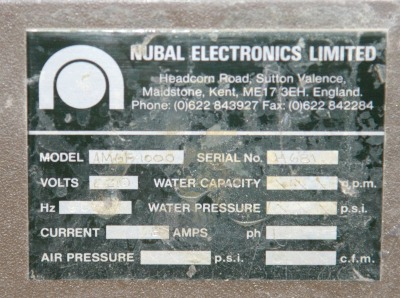 NUBAL ELECTRONICS LIMITED
Headcorn Road, Sutton Valence,
Maidstone, Kent, ME17 3EH. England.
Phone: (0)622 843927 Fax: (0)622 842284
MODEL 1000 SERIAL No.
VOLTS WATER CAPACITY g.p.m.
Hz WATER PRESSURE p.s.i.
CURRENT AMPS ph
AIR PRESSURE p.s.i. c.f.m.